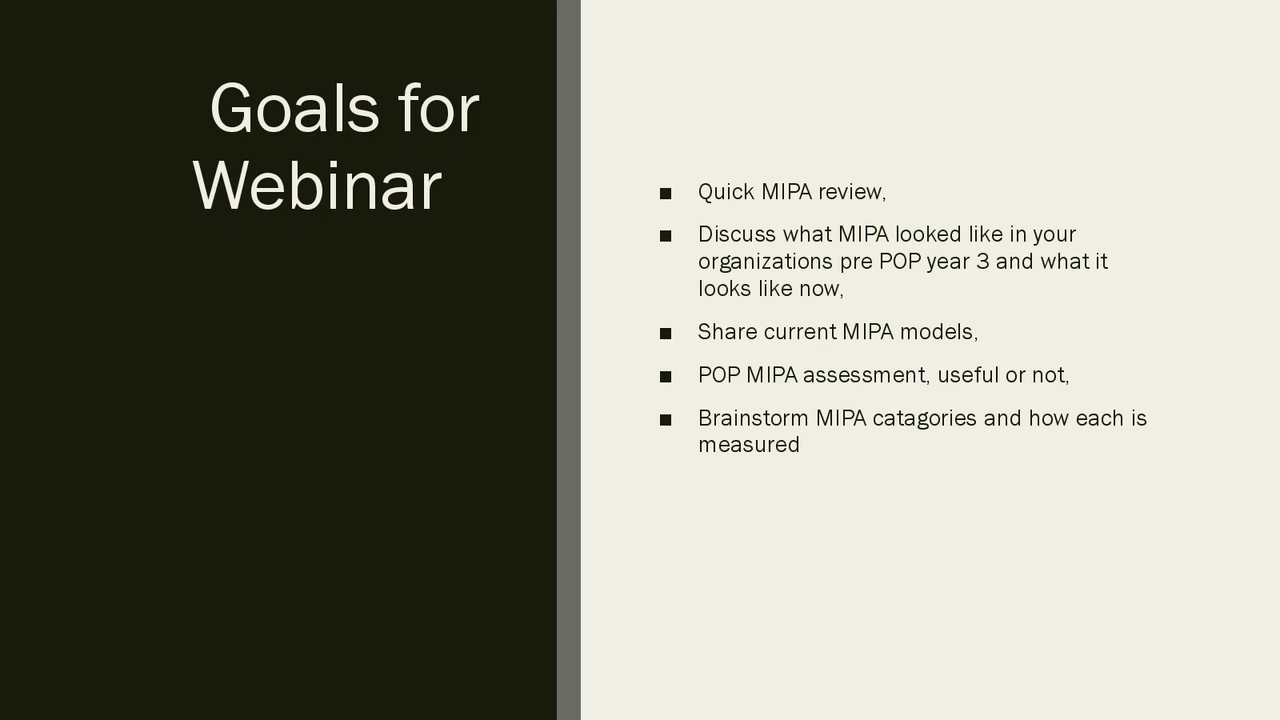 Goals for
Webinar
■ Quick MIPA review,
■ Discuss what MIPA looked like in your
organizations pre POP year 3 and what it
looks like now,
■ Share current MIPA models,
■ POP MIPA assessment, useful or not,
■ Brainstorm MIPA catagories and how each is
measured